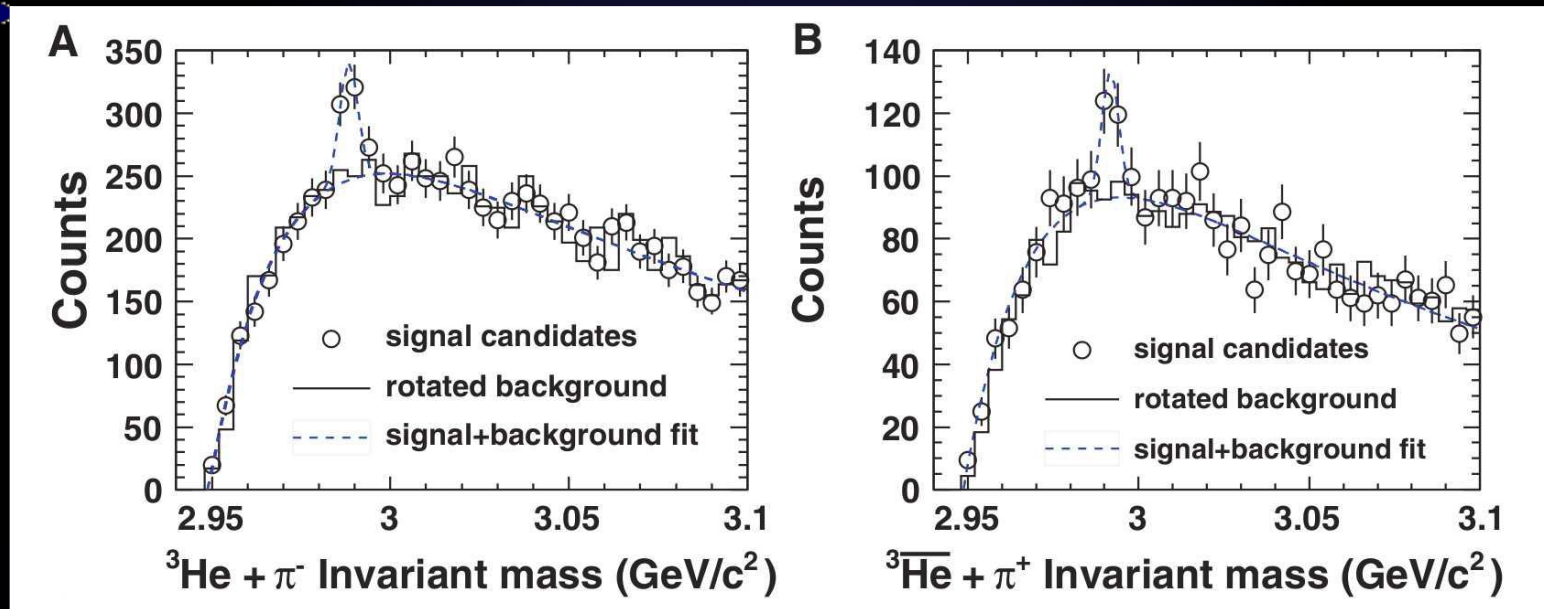 A
350
300
250
200
150
100
50
0
Counts
signal candidates
rotated background
signal+background fit
2.95 3 3.05 3.1
³He + π⁻ Invariant mass (GeV/c²)
B
140
120
100
80
60
40
20
0
Counts
signal candidates
rotated background
signal+background fit
2.95 3 3.05 3.1
³H̅e̅ + π⁺ Invariant mass (GeV/c²)